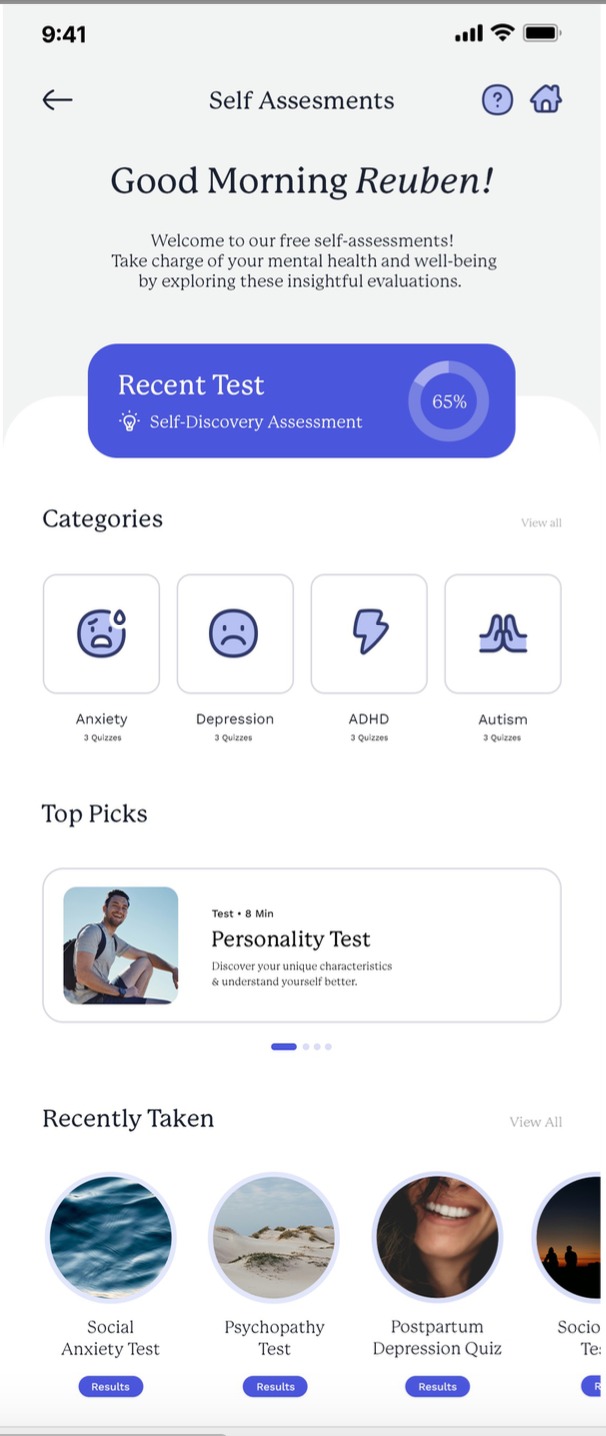 9:41
Self Assesments
?
Good Morning Reuben!
Welcome to our free self-assessments!
Take charge of your mental health and well-being
by exploring these insightful evaluations.
Recent Test
Self-Discovery Assessment
65%
Categories
View all
Anxiety
3 Quizzes
Depression
3 Quizzes
ADHD
3 Quizzes
Autism
3 Quizzes
Top Picks
Test • 8 Min
Personality Test
Discover your unique characteristics
& understand yourself better.
Recently Taken
View All
Social
Anxiety Test
Results
Psychopathy
Test
Results
Postpartum
Depression Quiz
Results